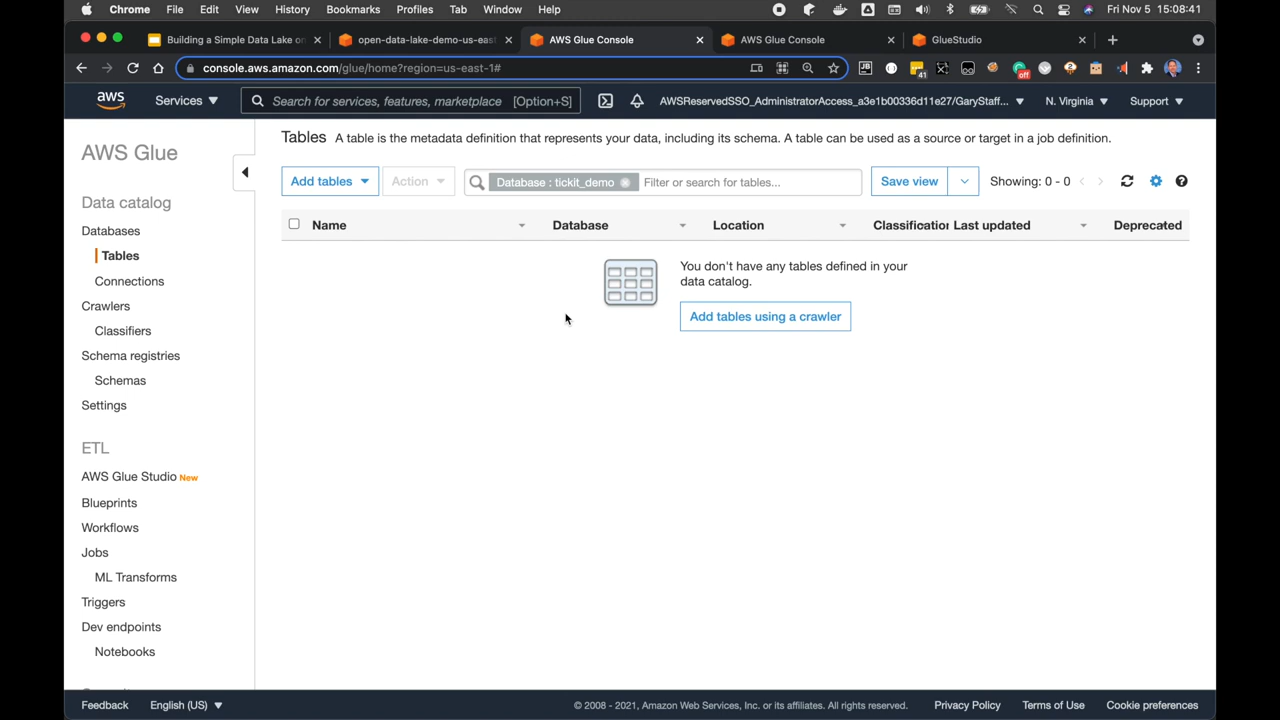 Chrome File Edit View History Bookmarks Profiles Tab Window Help Fri Nov 5 15:08:41
Building a Simple Data Lake on open-data-lake-demo-us-east AWS Glue Console AWS Glue Console GlueStudio
console.aws.amazon.com/glue/home?region=us-east-1#
JB 41 off
aws Services Search for services, features, marketplace [Option+S] AWSReservedSSO_AdministratorAccess_a3e1b00336d11e27/GaryStaff... N. Virginia Support
AWS Glue
Data catalog
Databases
Tables
Connections
Crawlers
Classifiers
Schema registries
Schemas
Settings
ETL
AWS Glue Studio New
Blueprints
Workflows
Jobs
ML Transforms
Triggers
Dev endpoints
Notebooks
Tables A table is the metadata definition that represents your data, including its schema. A table can be used as a source or target in a job definition.
Add tables Action Database : tickit_demo Filter or search for tables... Save view Showing: 0 - 0
Name Database Location Classification Last updated Deprecated
You don't have any tables defined in your
data catalog.
Add tables using a crawler
Feedback English (US) © 2008 - 2021, Amazon Web Services, Inc. or its affiliates. All rights reserved. Privacy Policy Terms of Use Cookie preferences